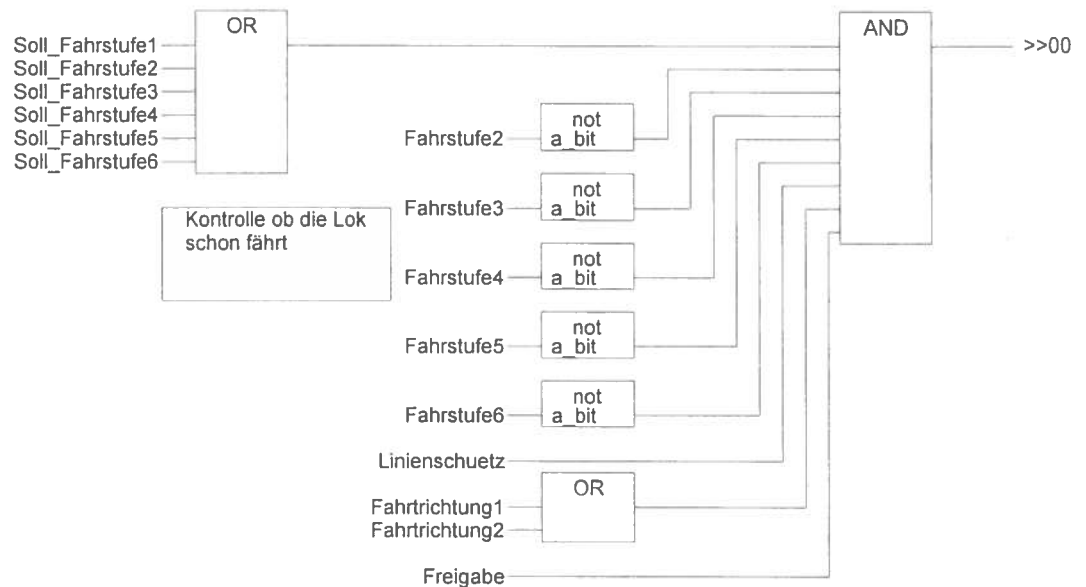 OR
AND
Soll_Fahrstufe1
>>00
Soll_Fahrstufe2
Soll_Fahrstufe3
Soll_Fahrstufe4
Soll_Fahrstufe5
Soll_Fahrstufe6
not
Fahrstufe2
a_bit
Kontrolle ob die Lok
schon fährt
not
Fahrstufe3
a_bit
not
Fahrstufe4
a_bit
not
Fahrstufe5
a_bit
not
Fahrstufe6
a_bit
Linienschuetz
OR
Fahrtrichtung1
Fahrtrichtung2
Freigabe